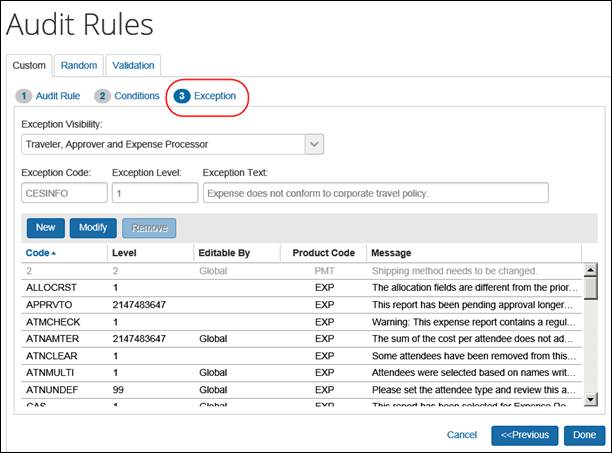 Audit Rules
Custom Random Validation
1 Audit Rule 2 Conditions 3 Exception
Exception Visibility:
Traveler, Approver and Expense Processor
Exception Code: Exception Level: Exception Text:
CESINFO 1 Expense does not conform to corporate travel policy.
New Modify Remove
Code Level Editable By Product Code Message
2 2 Global PMT Shipping method needs to be changed.
ALLOCRST 1 EXP The allocation fields are different from the prior...
APPRVTO 2147483647 EXP This report has been pending approval longer...
ATMCHECK 1 EXP Warning: This expense report contains a regul...
ATNAMTER 2147483647 Global EXP The sum of the cost per attendee does not ad...
ATNCLEAR 1 EXP Some attendees have been removed from this...
ATNMULTI 1 Global EXP Attendees were selected based on names writ...
ATNUNDEF 99 Global EXP Please set the attendee type and review this a...
CAS 1 Global EXP This report has been selected for Expense Re...
Cancel <<Previous Done